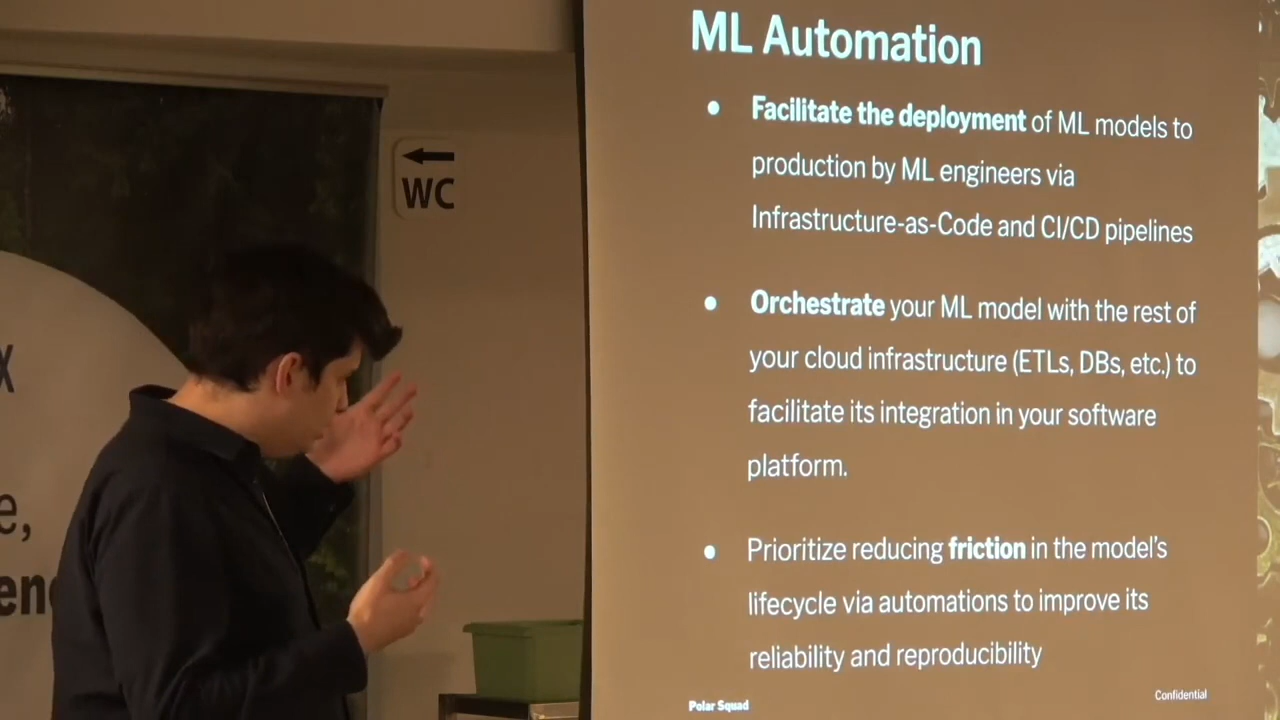 ML Automation
WC
• Facilitate the deployment of ML models to
production by ML engineers via
Infrastructure-as-Code and CI/CD pipelines
• Orchestrate your ML model with the rest of
your cloud infrastructure (ETLs, DBs, etc.) to
facilitate its integration in your software
platform.
• Prioritize reducing friction in the model's
lifecycle via automations to improve its
reliability and reproducibility
Polar Squad
Confidential